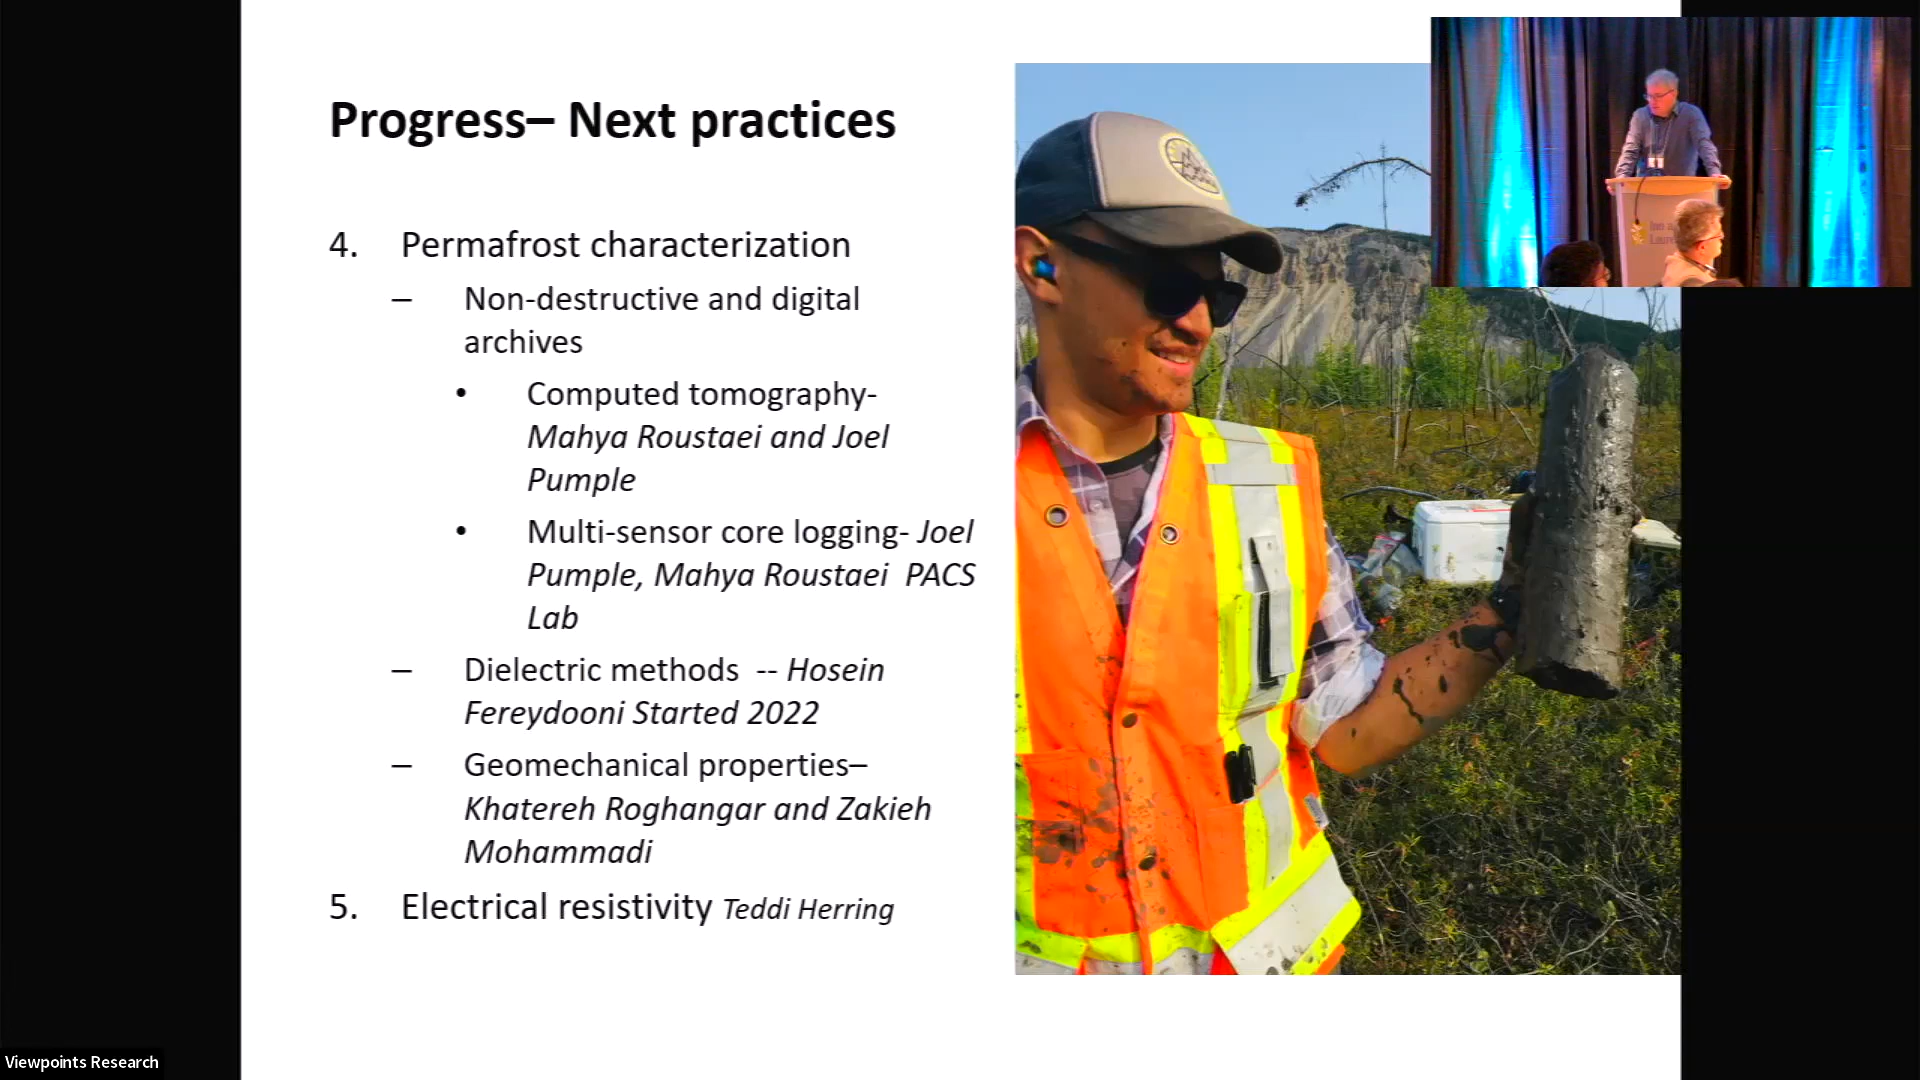 Progress– Next practices
4. Permafrost characterization
– Non-destructive and digital
archives
• Computed tomography-
Mahya Roustaei and Joel
Pumple
• Multi-sensor core logging- Joel
Pumple, Mahya Roustaei PACS
Lab
– Dielectric methods -- Hosein
Fereydooni Started 2022
– Geomechanical properties–
Khatereh Roghangar and Zakieh
Mohammadi
5. Electrical resistivity Teddi Herring
Viewpoints Research